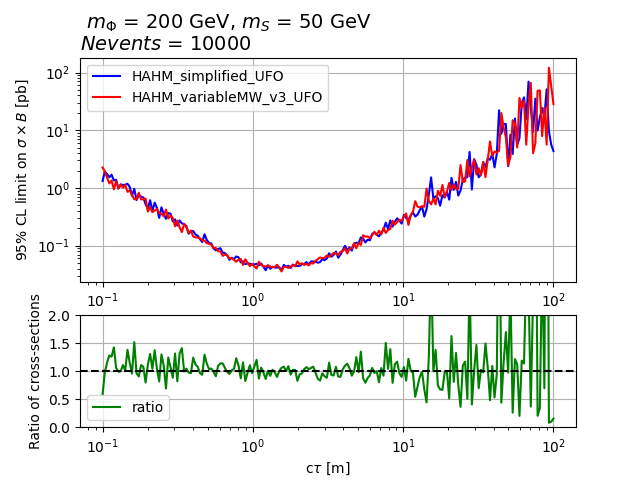 m_Φ = 200 GeV, m_S = 50 GeV
Nevents = 10000
95% CL limit on σ × B [pb]
HAHM_simplified_UFO
HAHM_variableMW_v3_UFO
10²
10¹
10⁰
10⁻¹
10⁻¹ 10⁰ 10¹ 10²
Ratio of cross-sections
2.0
1.5
1.0
0.5
0.0
ratio
10⁻¹ 10⁰ 10¹ 10²
cτ [m]